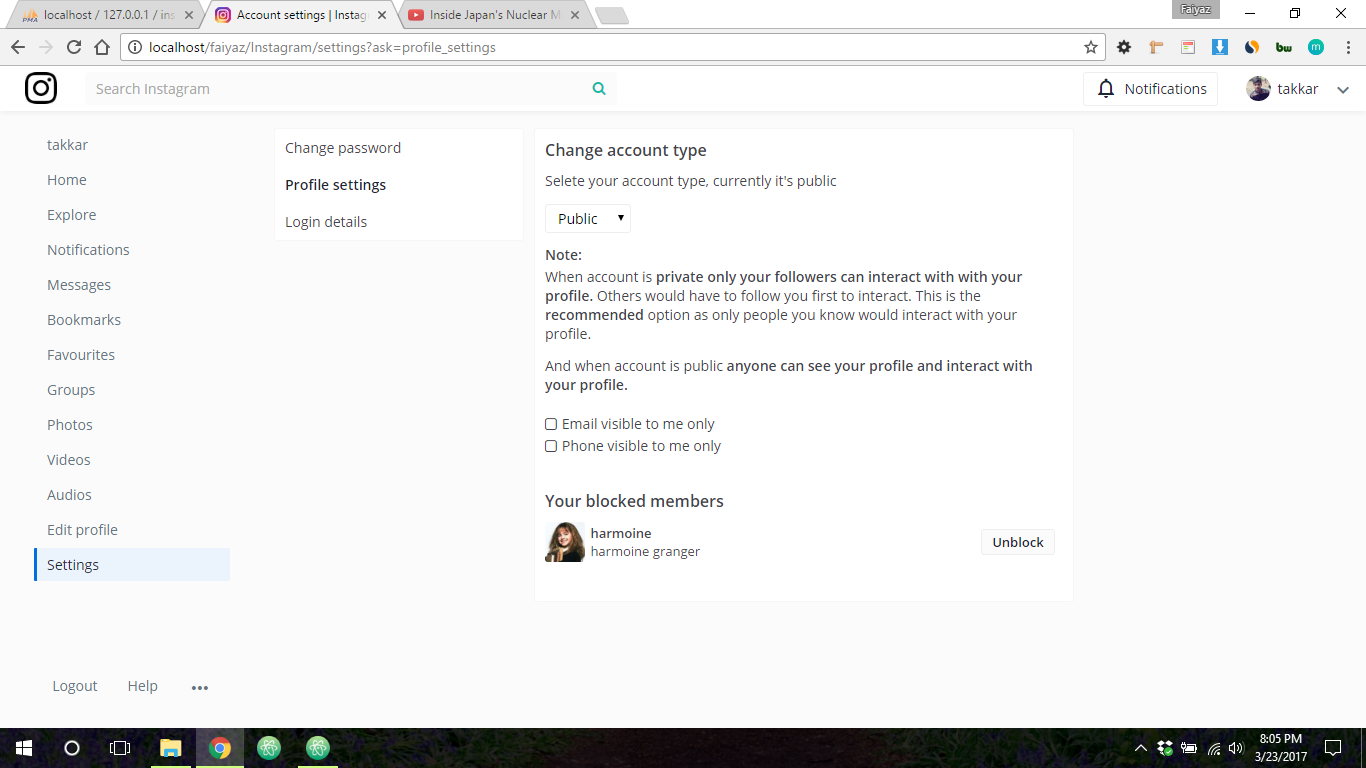 localhost / 127.0.0.1 / ins
Account settings | Instag
Inside Japan's Nuclear M
Faiyaz
localhost/faiyaz/Instagram/settings?ask=profile_settings
bw
m
Search Instagram
Notifications
takkar
takkar
Home
Explore
Notifications
Messages
Bookmarks
Favourites
Groups
Photos
Videos
Audios
Edit profile
Settings
Logout
Help
Change password
Profile settings
Login details
Change account type
Selete your account type, currently it's public
Public
Note:
When account is private only your followers can interact with with your
profile. Others would have to follow you first to interact. This is the
recommended option as only people you know would interact with your
profile.
And when account is public anyone can see your profile and interact with
your profile.
Email visible to me only
Phone visible to me only
Your blocked members
harmoine
harmoine granger
Unblock
8:05 PM
3/23/2017